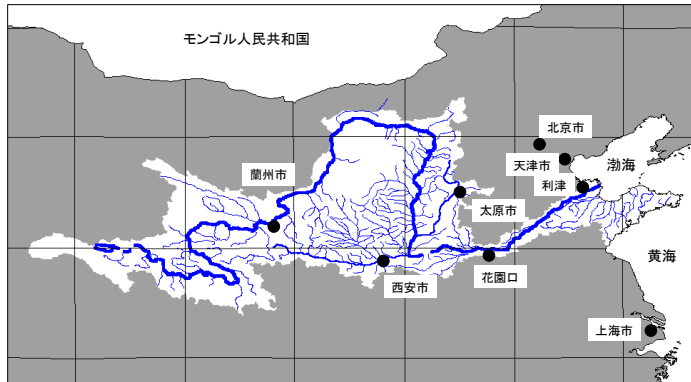 モンゴル人民共和国
北京市
天津市
渤海
利津
蘭州市
太原市
黄海
花園口
西安市
上海市